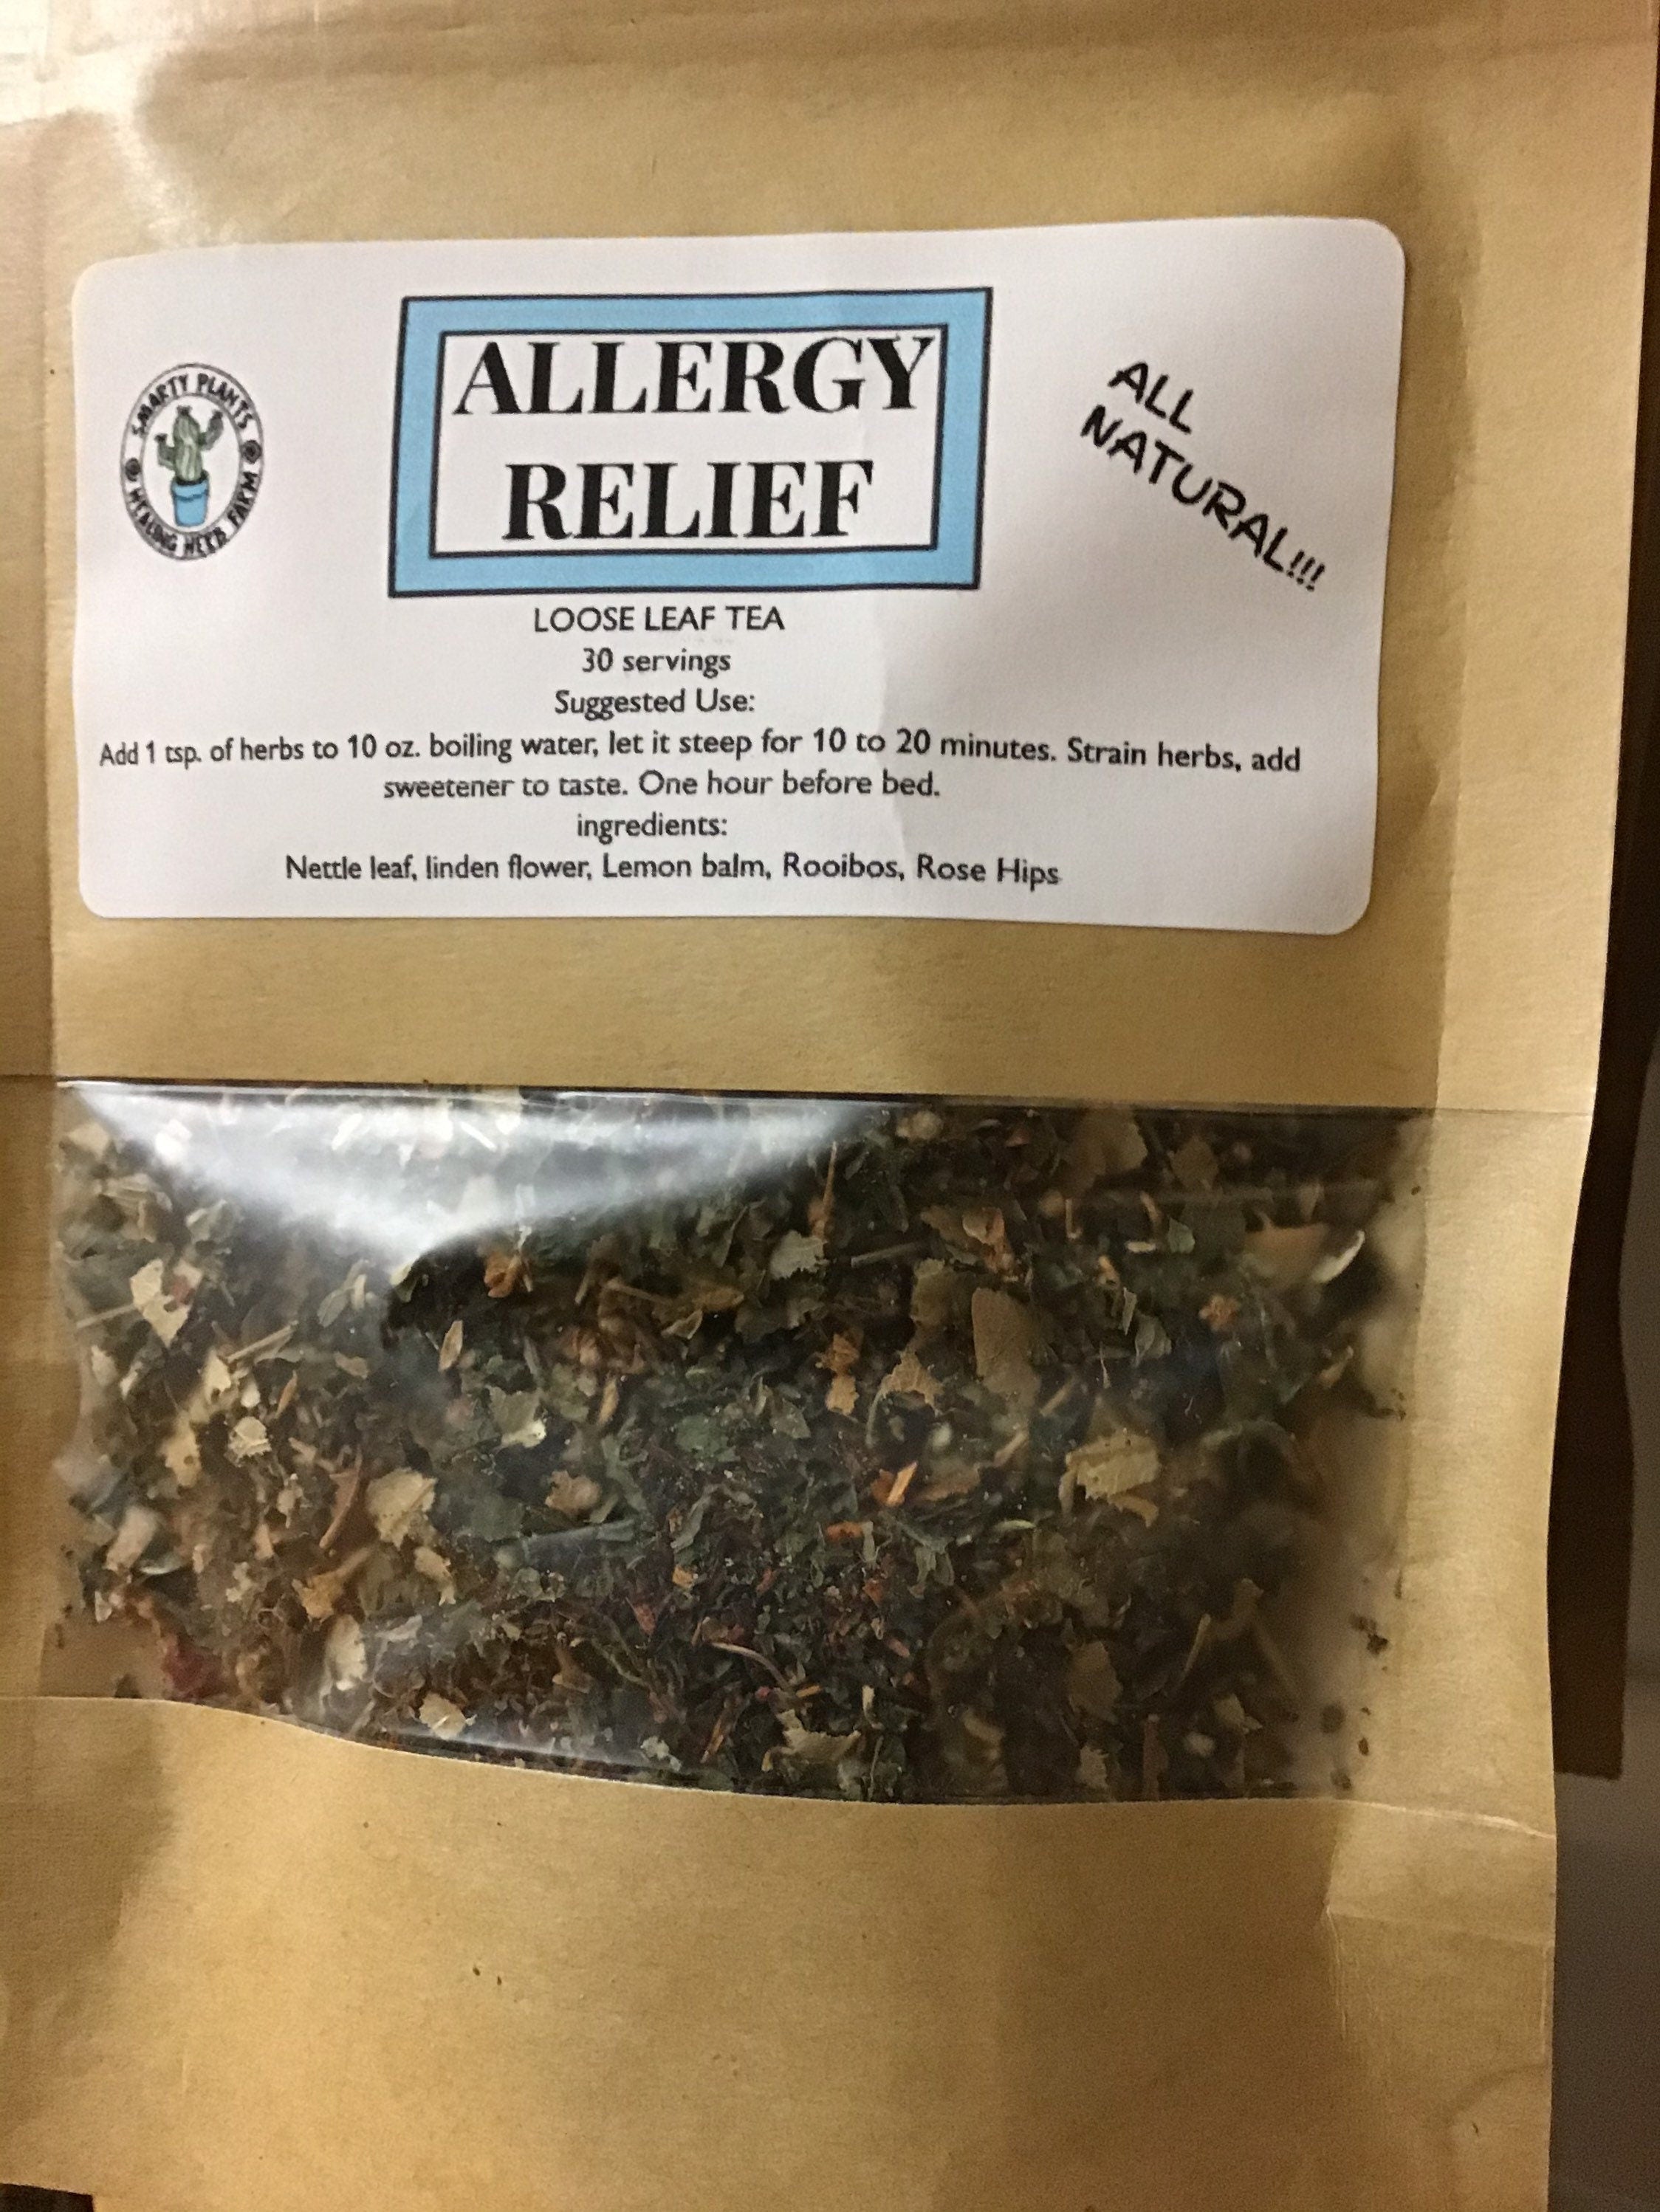 SMARTY PLANTS
HEALING HERB FARM
ALLERGY
RELIEF
ALL
NATURAL!!!
LOOSE LEAF TEA
30 servings
Suggested Use:
Add 1 tsp. of herbs to 10 oz. boiling water, let it steep for 10 to 20 minutes. Strain herbs, add
sweetener to taste. One hour before bed.
ingredients:
Nettle leaf, linden flower, Lemon balm, Rooibos, Rose Hips